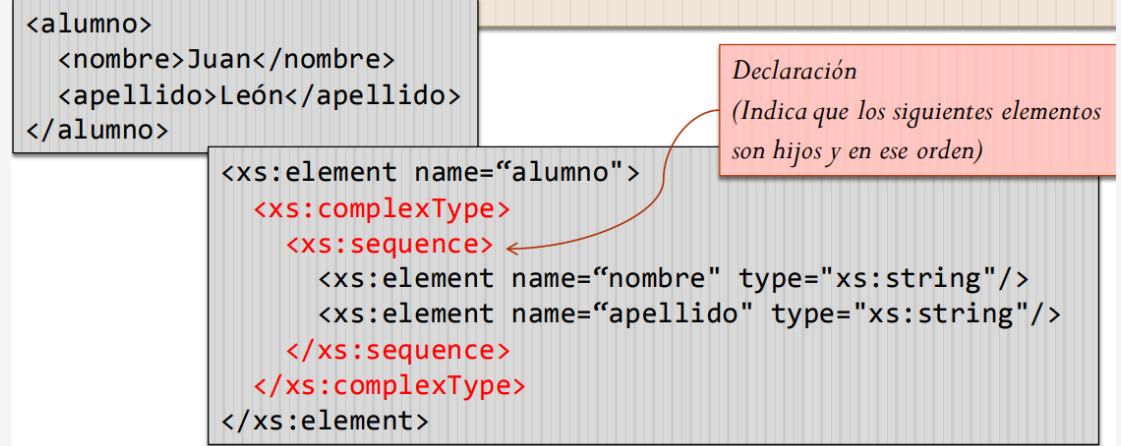 <alumno>
  <nombre>Juan</nombre>
  <apellido>León</apellido>
</alumno>
Declaración
(Indica que los siguientes elementos
son hijos y en ese orden)
<xs:element name=“alumno">
  <xs:complexType>
    <xs:sequence>
      <xs:element name=“nombre" type="xs:string"/>
      <xs:element name=“apellido" type="xs:string"/>
    </xs:sequence>
  </xs:complexType>
</xs:element>